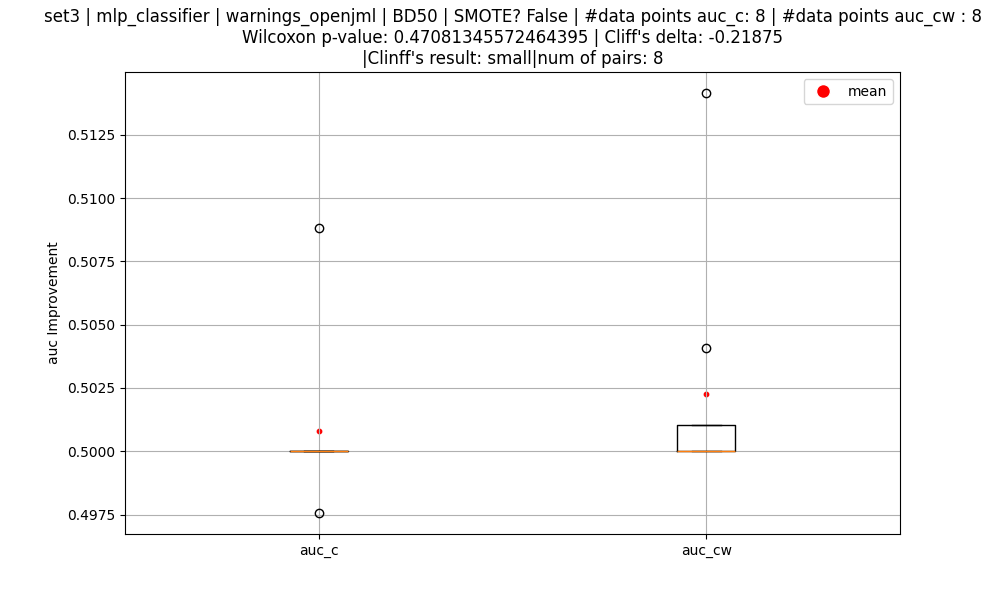 set3 | mlp_classifier | warnings_openjml | BD50 | SMOTE? False | #data points auc_c: 8 | #data points auc_cw : 8
Wilcoxon p-value: 0.47081345572464395 | Cliff's delta: -0.21875
|Clinff's result: small|num of pairs: 8
mean
0.5125
0.5100
0.5075
0.5050
0.5025
0.5000
0.4975
auc Improvement
auc_c
auc_cw